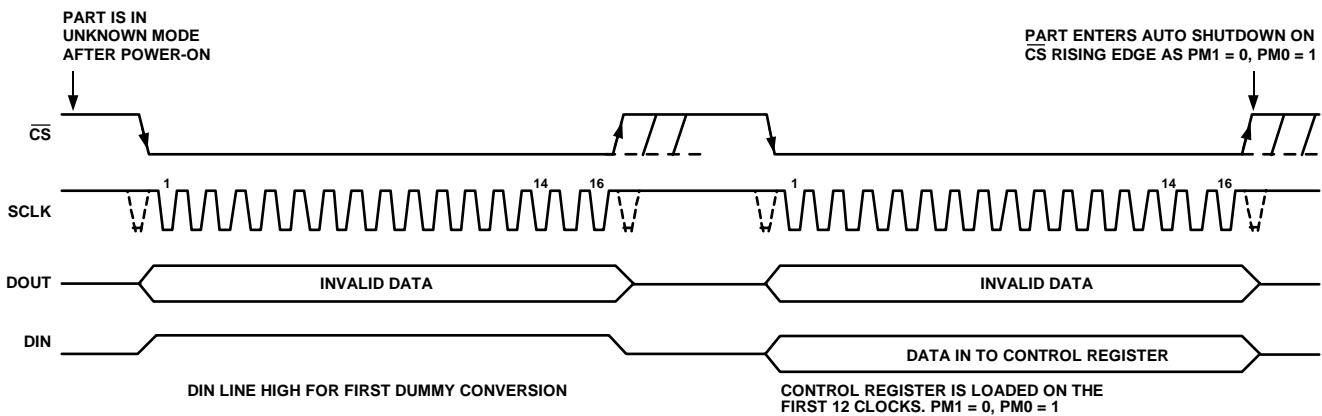 PART IS IN
UNKNOWN MODE
AFTER POWER-ON
PART ENTERS AUTO SHUTDOWN ON
CS RISING EDGE AS PM1 = 0, PM0 = 1
CS
SCLK
1
14
16
1
14
16
DOUT
INVALID DATA
INVALID DATA
DIN
DATA IN TO CONTROL REGISTER
DIN LINE HIGH FOR FIRST DUMMY CONVERSION
CONTROL REGISTER IS LOADED ON THE
FIRST 12 CLOCKS. PM1 = 0, PM0 = 1